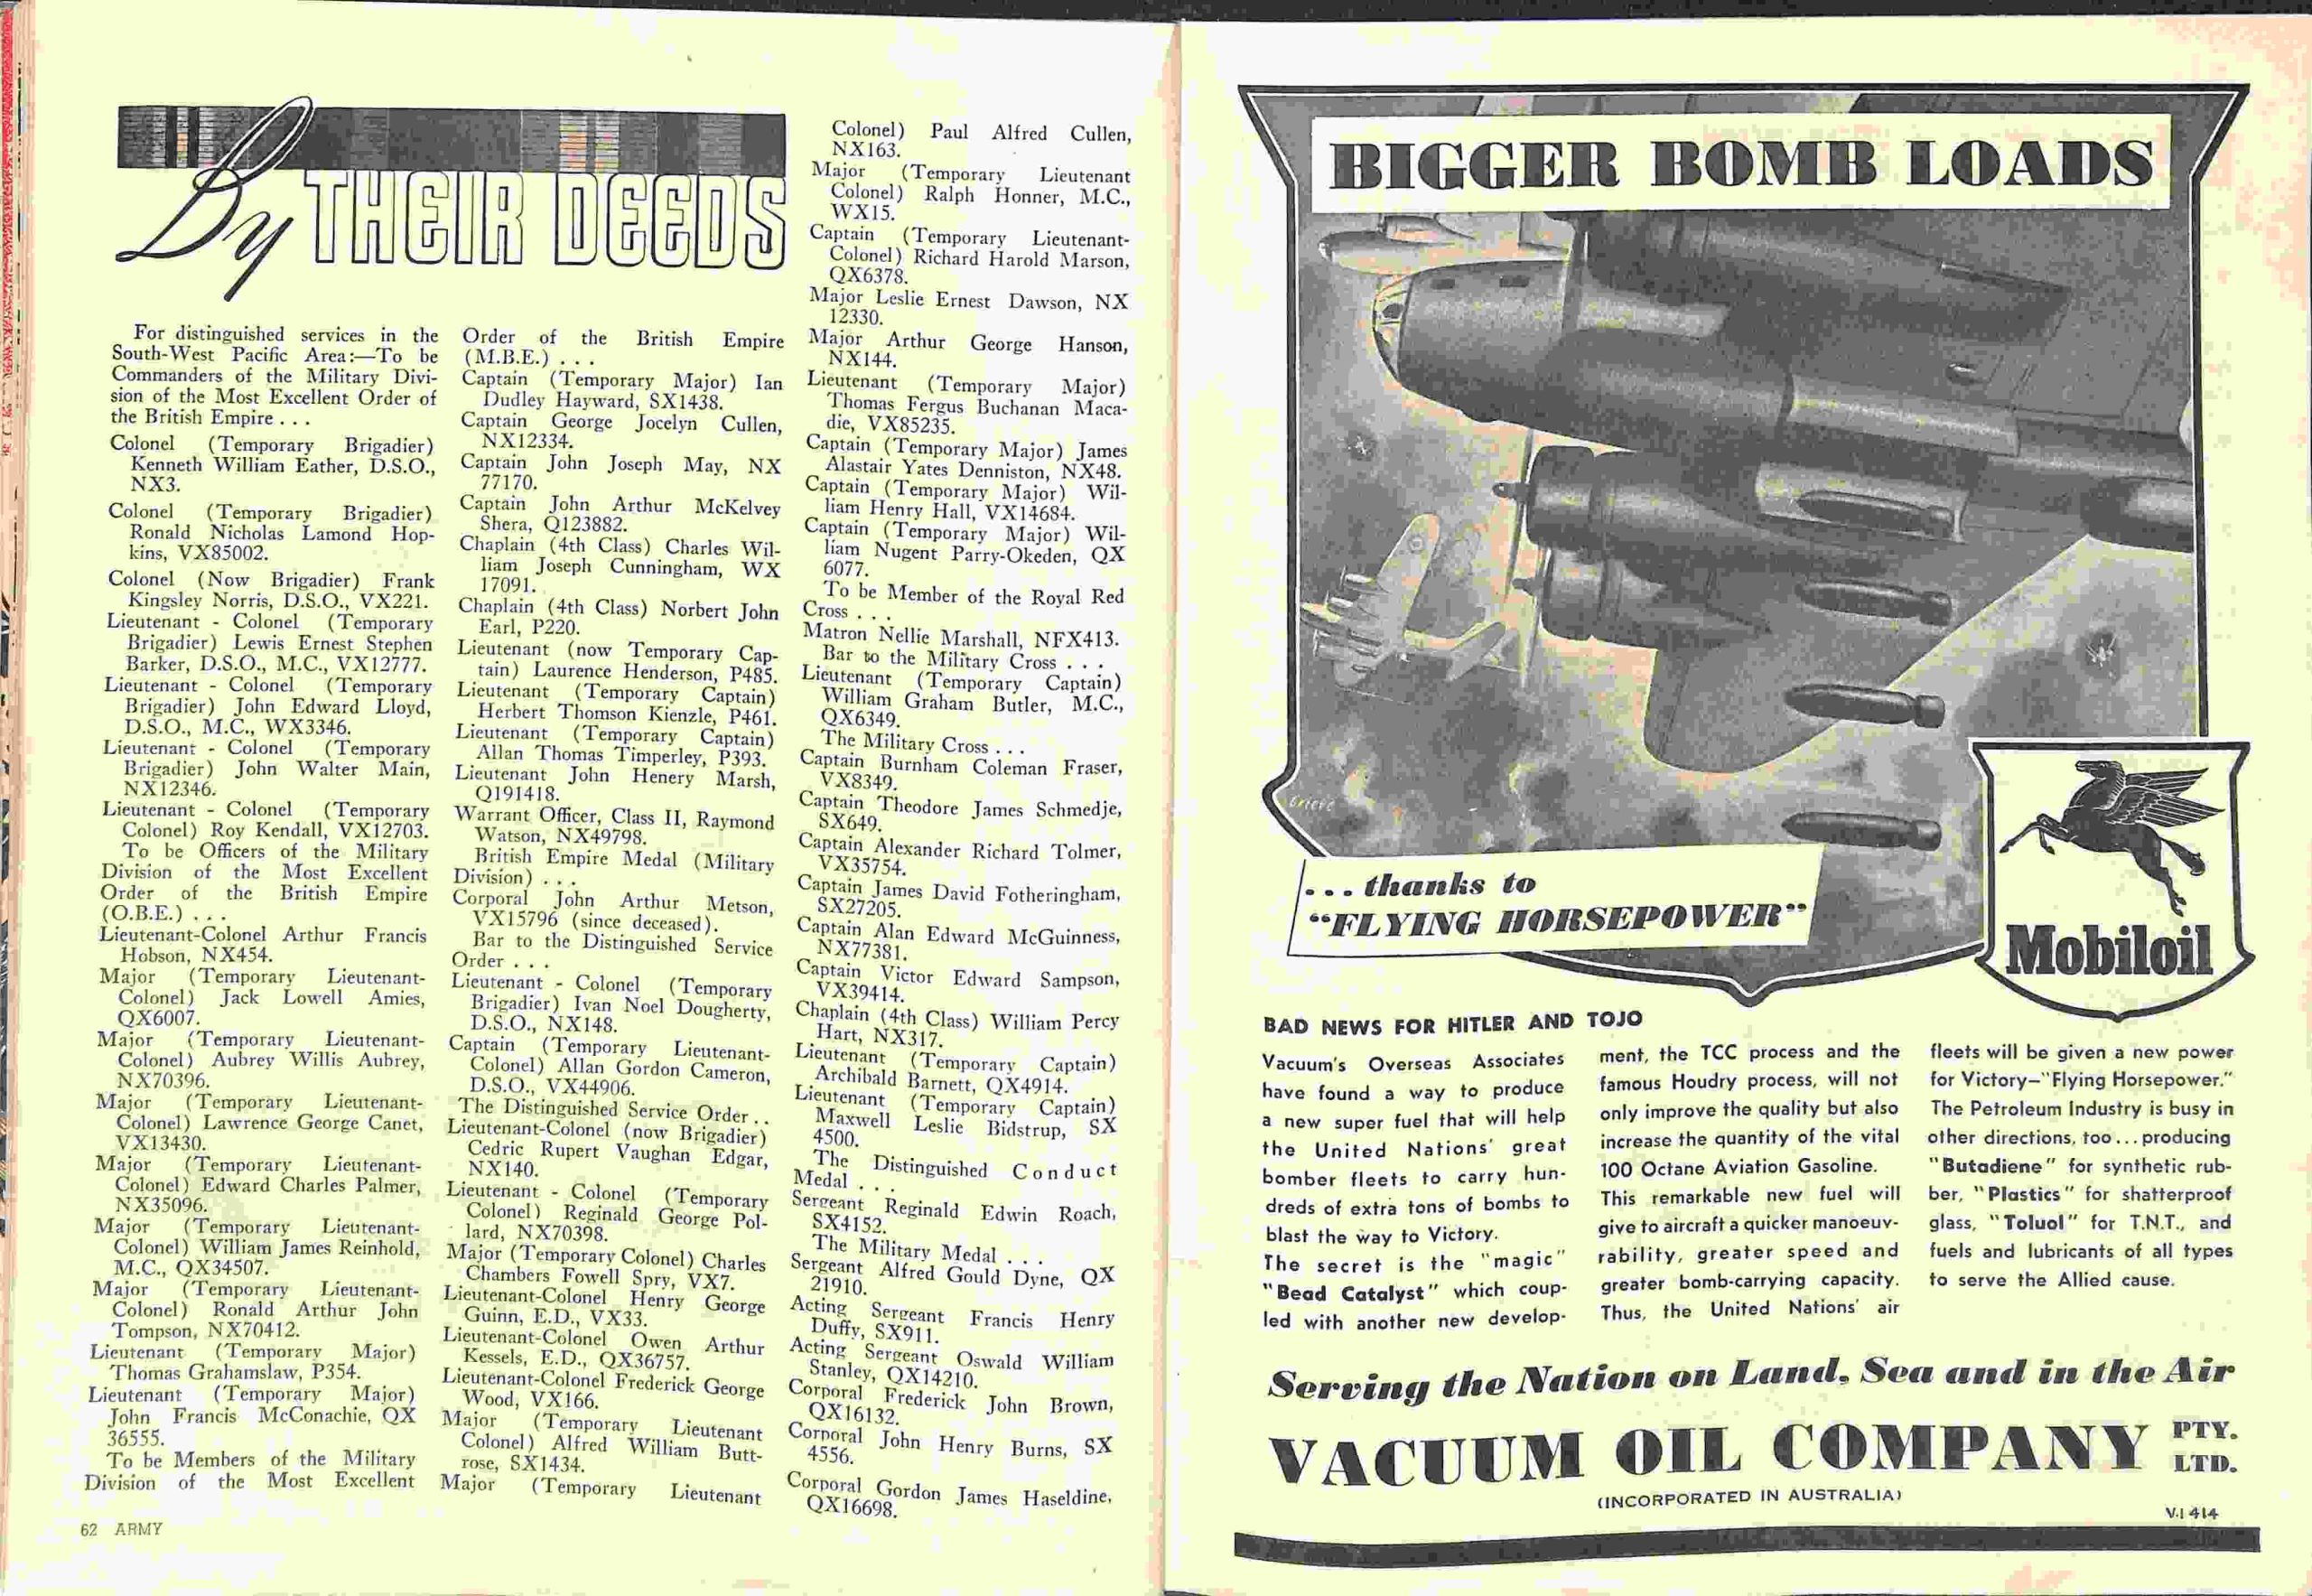 By THEIR DEEDS
For distinguished services in the
South-West Pacific Area:—To be
Commanders of the Military Divi-
sion of the Most Excellent Order of
the British Empire . . .
Colonel (Temporary Brigadier)
Kenneth William Eather, D.S.O.,
NX3.
Colonel (Temporary Brigadier)
Ronald Nicholas Lamond Hop-
kins, VX85002.
Colonel (Now Brigadier) Frank
Kingsley Norris, D.S.O., VX221.
Lieutenant - Colonel (Temporary
Brigadier) Lewis Ernest Stephen
Barker, D.S.O., M.C., VX12777.
Lieutenant - Colonel (Temporary
Brigadier) John Edward Lloyd,
D.S.O., M.C., WX3346.
Lieutenant - Colonel (Temporary
Brigadier) John Walter Main,
NX12346.
Lieutenant - Colonel (Temporary
Colonel) Roy Kendall, VX12703.
To be Officers of the Military
Division of the Most Excellent
Order of the British Empire
(O.B.E.) . . .
Lieutenant-Colonel Arthur Francis
Hobson, NX454.
Major (Temporary Lieutenant-
Colonel) Jack Lowell Amies,
QX6007.
Major (Temporary Lieutenant-
Colonel) Aubrey Willis Aubrey,
NX70396.
Major (Temporary Lieutenant-
Colonel) Lawrence George Canet,
VX13430.
Major (Temporary Lieutenant-
Colonel) Edward Charles Palmer,
NX35096.
Major (Temporary Lieutenant-
Colonel) William James Reinhold,
M.C., QX34507.
Major (Temporary Lieutenant-
Colonel) Ronald Arthur John
Tompson, NX70412.
Lieutenant (Temporary Major)
Thomas Grahamslaw, P354.
Lieutenant (Temporary Major)
John Francis McConachie, QX
36555.
To be Members of the Military
Division of the Most Excellent
Order of the British Empire
(M.B.E.) . . .
Captain (Temporary Major) Ian
Dudley Hayward, SX1438.
Captain George Jocelyn Cullen,
NX12334.
Captain John Joseph May, NX
77170.
Captain John Arthur McKelvey
Shera, Q123882.
Chaplain (4th Class) Charles Wil-
liam Joseph Cunningham, WX
17091.
Chaplain (4th Class) Norbert John
Earl, P220.
Lieutenant (now Temporary Cap-
tain) Laurence Henderson, P485.
Lieutenant (Temporary Captain)
Herbert Thomson Kienzle, P461.
Lieutenant (Temporary Captain)
Allan Thomas Timperley, P393.
Lieutenant John Henery Marsh,
Q191418.
Warrant Officer, Class II, Raymond
Watson, NX49798.
British Empire Medal (Military
Division) . . .
Corporal John Arthur Metson,
VX15796 (since deceased).
Bar to the Distinguished Service
Order . . .
Lieutenant - Colonel (Temporary
Brigadier) Ivan Noel Dougherty,
D.S.O., NX148.
Captain (Temporary Lieutenant-
Colonel) Allan Gordon Cameron,
D.S.O., VX44906.
The Distinguished Service Order . .
Lieutenant-Colonel (now Brigadier)
Cedric Rupert Vaughan Edgar,
NX140.
Lieutenant - Colonel (Temporary
Colonel) Reginald George Pol-
lard, NX70398.
Major (Temporary Colonel) Charles
Chambers Fowell Spry, VX7.
Lieutenant-Colonel Henry George
Guinn, E.D., VX33.
Lieutenant-Colonel Owen Arthur
Kessels, E.D., QX36757.
Lieutenant-Colonel Frederick George
Wood, VX166.
Major (Temporary Lieutenant
Colonel) Alfred William Butt-
rose, SX1434.
Major (Temporary Lieutenant
Colonel) Paul Alfred Cullen,
NX163.
Major (Temporary Lieutenant
Colonel) Ralph Honner, M.C.,
WX15.
Captain (Temporary Lieutenant-
Colonel) Richard Harold Marson,
QX6378.
Major Leslie Ernest Dawson, NX
12330.
Major Arthur George Hanson,
NX144.
Lieutenant (Temporary Major)
Thomas Fergus Buchanan Maca-
die, VX85235.
Captain (Temporary Major) James
Alastair Yates Denniston, NX48.
Captain (Temporary Major) Wil-
liam Henry Hall, VX14684.
Captain (Temporary Major) Wil-
liam Nugent Parry-Okeden, QX
6077.
To be Member of the Royal Red
Cross . . .
Matron Nellie Marshall, NFX413.
Bar to the Military Cross . . .
Lieutenant (Temporary Captain)
William Graham Butler, M.C.,
QX6349.
The Military Cross . . .
Captain Burnham Coleman Fraser,
VX8349.
Captain Theodore James Schmedje,
SX649.
Captain Alexander Richard Tolmer,
VX35754.
Captain James David Fotheringham,
SX27205.
Captain Alan Edward McGuinness,
NX77381.
Captain Victor Edward Sampson,
VX39414.
Chaplain (4th Class) William Percy
Hart, NX317.
Lieutenant (Temporary Captain)
Archibald Barnett, QX4914.
Lieutenant (Temporary Captain)
Maxwell Leslie Bidstrup, SX
4500.
The Distinguished Conduct
Medal . . .
Sergeant Reginald Edwin Roach,
SX4152.
The Military Medal . . .
Sergeant Alfred Gould Dyne, QX
21910.
Acting Sergeant Francis Henry
Duffy, SX911.
Acting Sergeant Oswald William
Stanley, QX14210.
Corporal Frederick John Brown,
QX16132.
Corporal John Henry Burns, SX
4556.
Corporal Gordon James Haseldine,
QX16698.
62 ARMY
BIGGER BOMB LOADS
Grieve
. . . thanks to
"FLYING HORSEPOWER"
Mobiloil
BAD NEWS FOR HITLER AND TOJO
Vacuum's Overseas Associates
have found a way to produce
a new super fuel that will help
the United Nations' great
bomber fleets to carry hun-
dreds of extra tons of bombs to
blast the way to Victory.
The secret is the "magic"
"Bead Catalyst" which coup-
led with another new develop-
ment, the TCC process and the
famous Houdry process, will not
only improve the quality but also
increase the quantity of the vital
100 Octane Aviation Gasoline.
This remarkable new fuel will
give to aircraft a quicker manoeuv-
rability, greater speed and
greater bomb-carrying capacity.
Thus, the United Nations' air
fleets will be given a new power
for Victory—"Flying Horsepower."
The Petroleum Industry is busy in
other directions, too . . . producing
"Butadiene" for synthetic rub-
ber, "Plastics" for shatterproof
glass, "Toluol" for T.N.T., and
fuels and lubricants of all types
to serve the Allied cause.
Serving the Nation on Land, Sea and in the Air
VACUUM OIL COMPANY PTY. LTD.
(INCORPORATED IN AUSTRALIA)
V.I 414